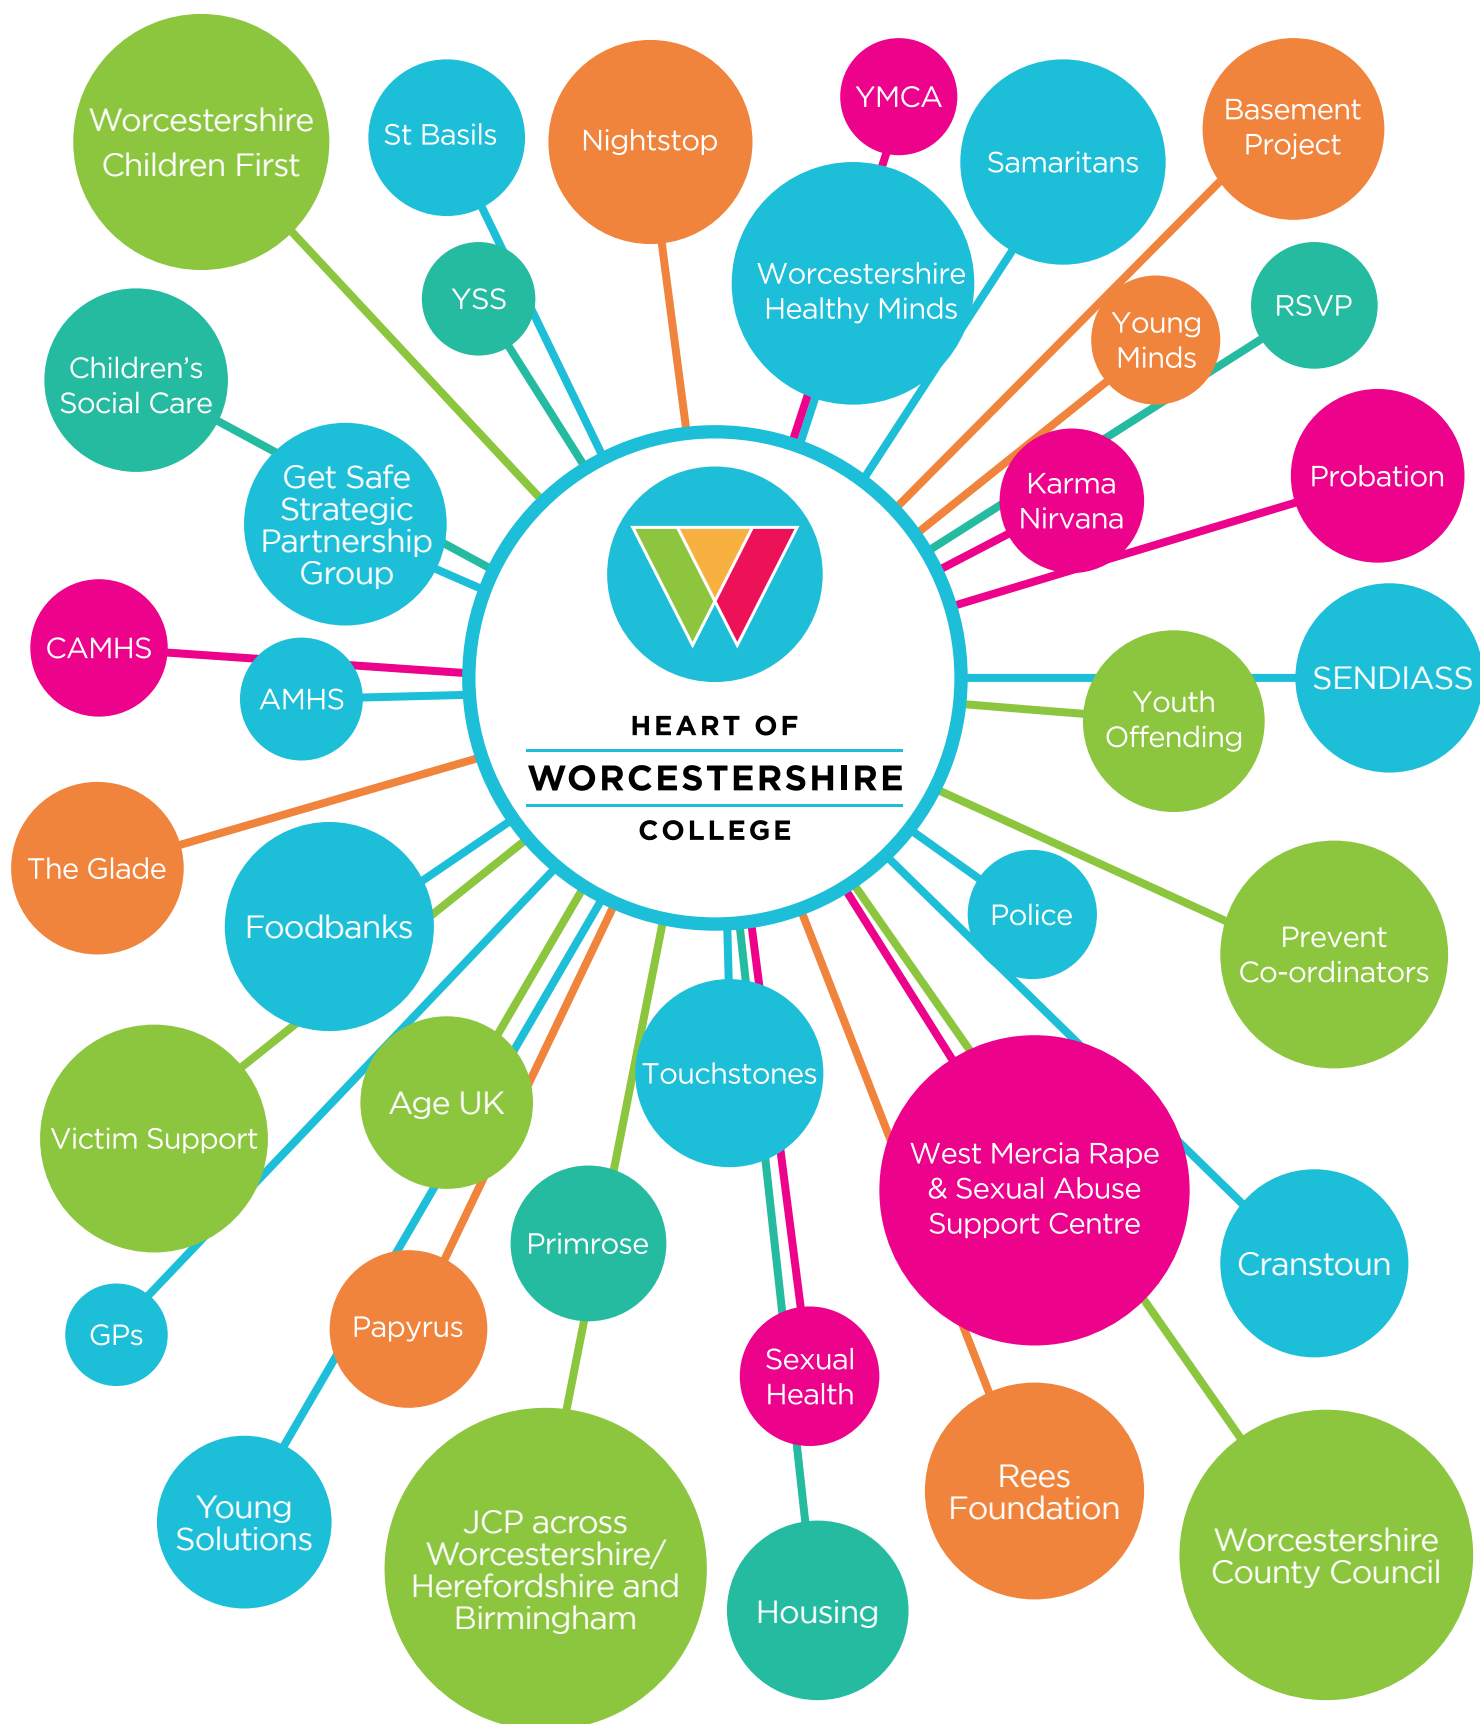 YMCA
Worcestershire
Children First
St Basils
Nightstop
Samaritans
Basement
Project
Worcestershire
Healthy Minds
YSS
RSVP
Young
Minds
Children’s
Social Care
Get Safe
Strategic
Partnership
Group
Karma
Nirvana
Probation
CAMHS
AMHS
HEART OF
WORCESTERSHIRE
COLLEGE
SENDIASS
Youth
Offending
The Glade
Foodbanks
Police
Prevent
Co-ordinators
Victim Support
Age UK
Touchstones
West Mercia Rape
& Sexual Abuse
Support Centre
Primrose
Cranstoun
GPs
Papyrus
Sexual
Health
Young
Solutions
JCP across
Worcestershire/
Herefordshire and
Birmingham
Rees
Foundation
Housing
Worcestershire
County Council